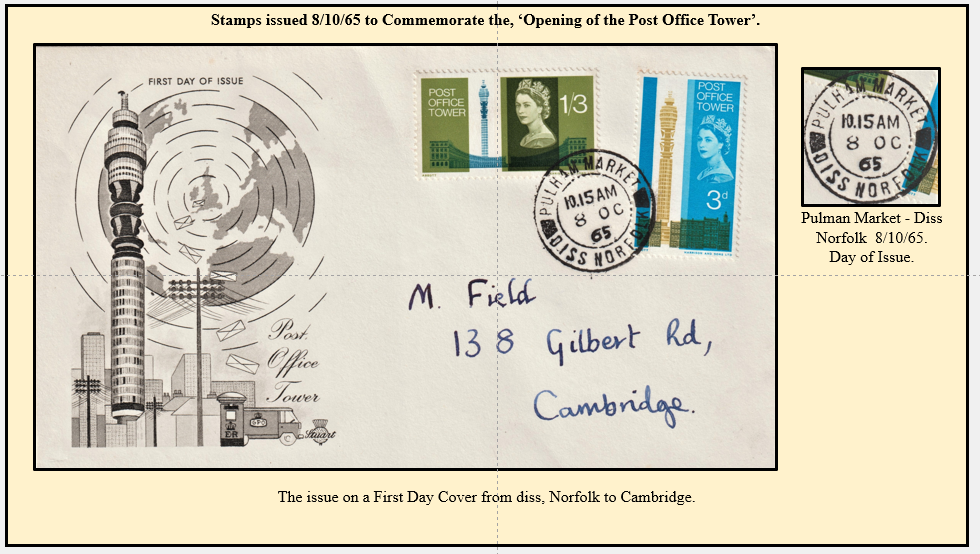 Stamps issued 8/10/65 to Commemorate the, ‘Opening of the Post Office Tower’.
FIRST DAY OF ISSUE
POST
OFFICE
TOWER
1/3
POST
OFFICE
TOWER
3d
PULHAM MARKET
10.15AM
8 OC
65
DISS NORFOLK
M. Field
138 Gilbert Rd,
Cambridge.
Post
Office
Tower
E R
GPO
Stuart
PULHAM MARKET
10.15AM
8 OC
65
DISS NORFOLK
Pulman Market - Diss
Norfolk 8/10/65.
Day of Issue.
The issue on a First Day Cover from diss, Norfolk to Cambridge.